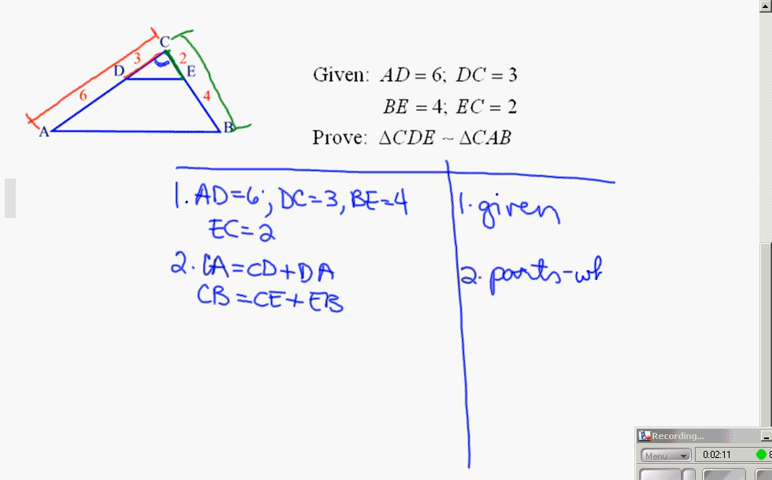 C
3
2
D
E
6
4
A
B
Given: AD = 6; DC = 3
BE = 4; EC = 2
Prove: ΔCDE ~ ΔCAB
1. AD=6; DC=3, BE=4
EC=2
1. given
2. CA=CD+DA
CB=CE+EB
2. parts-wh
Recording...
Menu
0:02:11